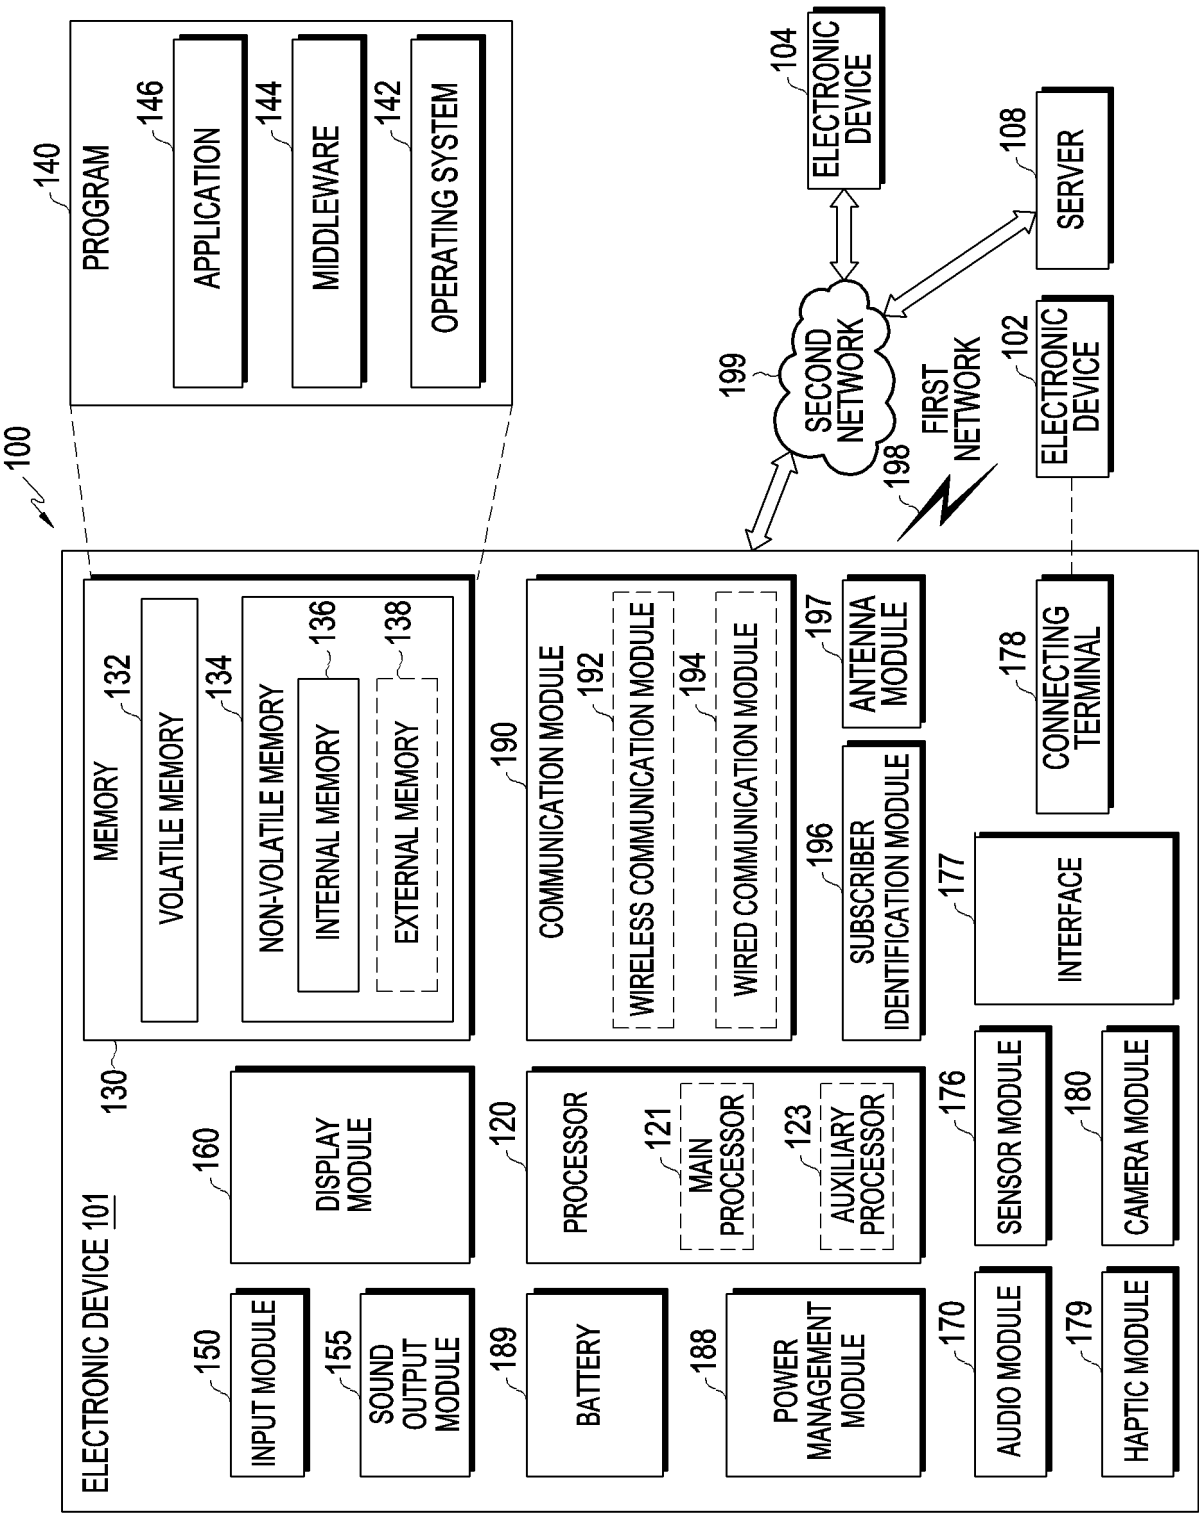 100
ELECTRONIC DEVICE 101
130
MEMORY
132
VOLATILE MEMORY
134
NON-VOLATILE MEMORY
136
INTERNAL MEMORY
138
EXTERNAL MEMORY
140
PROGRAM
146
APPLICATION
144
MIDDLEWARE
142
OPERATING SYSTEM
150
INPUT MODULE
160
DISPLAY
MODULE
155
SOUND
OUTPUT
MODULE
189
BATTERY
120
PROCESSOR
121
MAIN
PROCESSOR
123
AUXILIARY
PROCESSOR
190
COMMUNICATION MODULE
192
WIRELESS COMMUNICATION MODULE
194
WIRED COMMUNICATION MODULE
188
POWER
MANAGEMENT
MODULE
196
SUBSCRIBER
IDENTIFICATION MODULE
197
ANTENNA
MODULE
199
SECOND
NETWORK
104
ELECTRONIC
DEVICE
198
FIRST
NETWORK
170
AUDIO MODULE
176
SENSOR MODULE
177
INTERFACE
178
CONNECTING
TERMINAL
102
ELECTRONIC
DEVICE
108
SERVER
179
HAPTIC MODULE
180
CAMERA MODULE